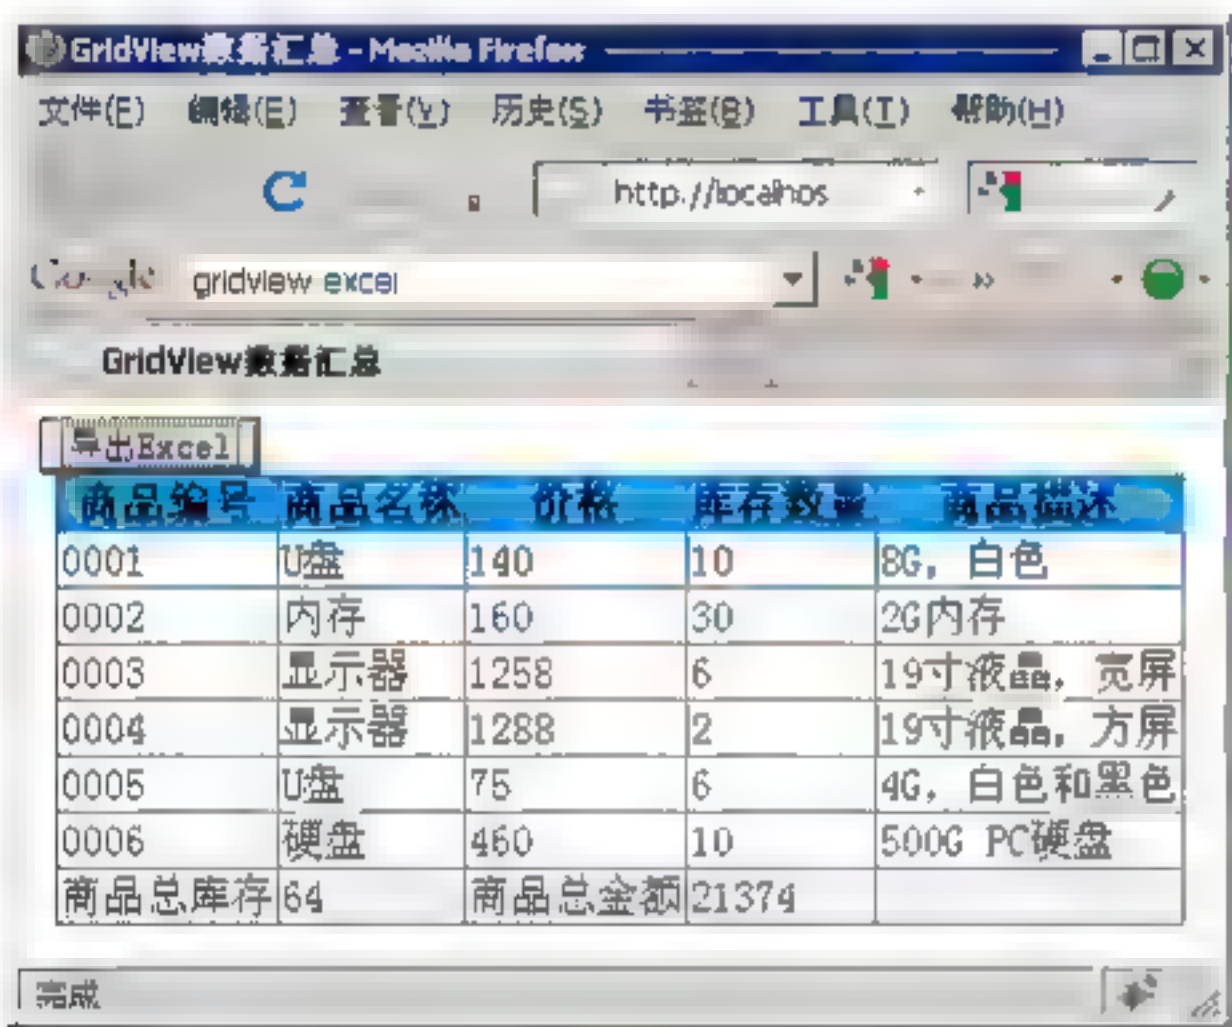 GridView数据汇总 - Mozilla Firefox
文件(F) 编辑(E) 查看(V) 历史(S) 书签(B) 工具(T) 帮助(H)
http://localhos
Google gridview excel
GridView数据汇总
导出Excel
商品编号 商品名称 价格 库存数量 商品描述
0001 U盘 140 10 8G，白色
0002 内存 160 30 2G内存
0003 显示器 1258 6 19寸液晶，宽屏
0004 显示器 1288 2 19寸液晶，方屏
0005 U盘 75 6 4G，白色和黑色
0006 硬盘 460 10 500G PC硬盘
商品总库存 64 商品总金额 21374
完成